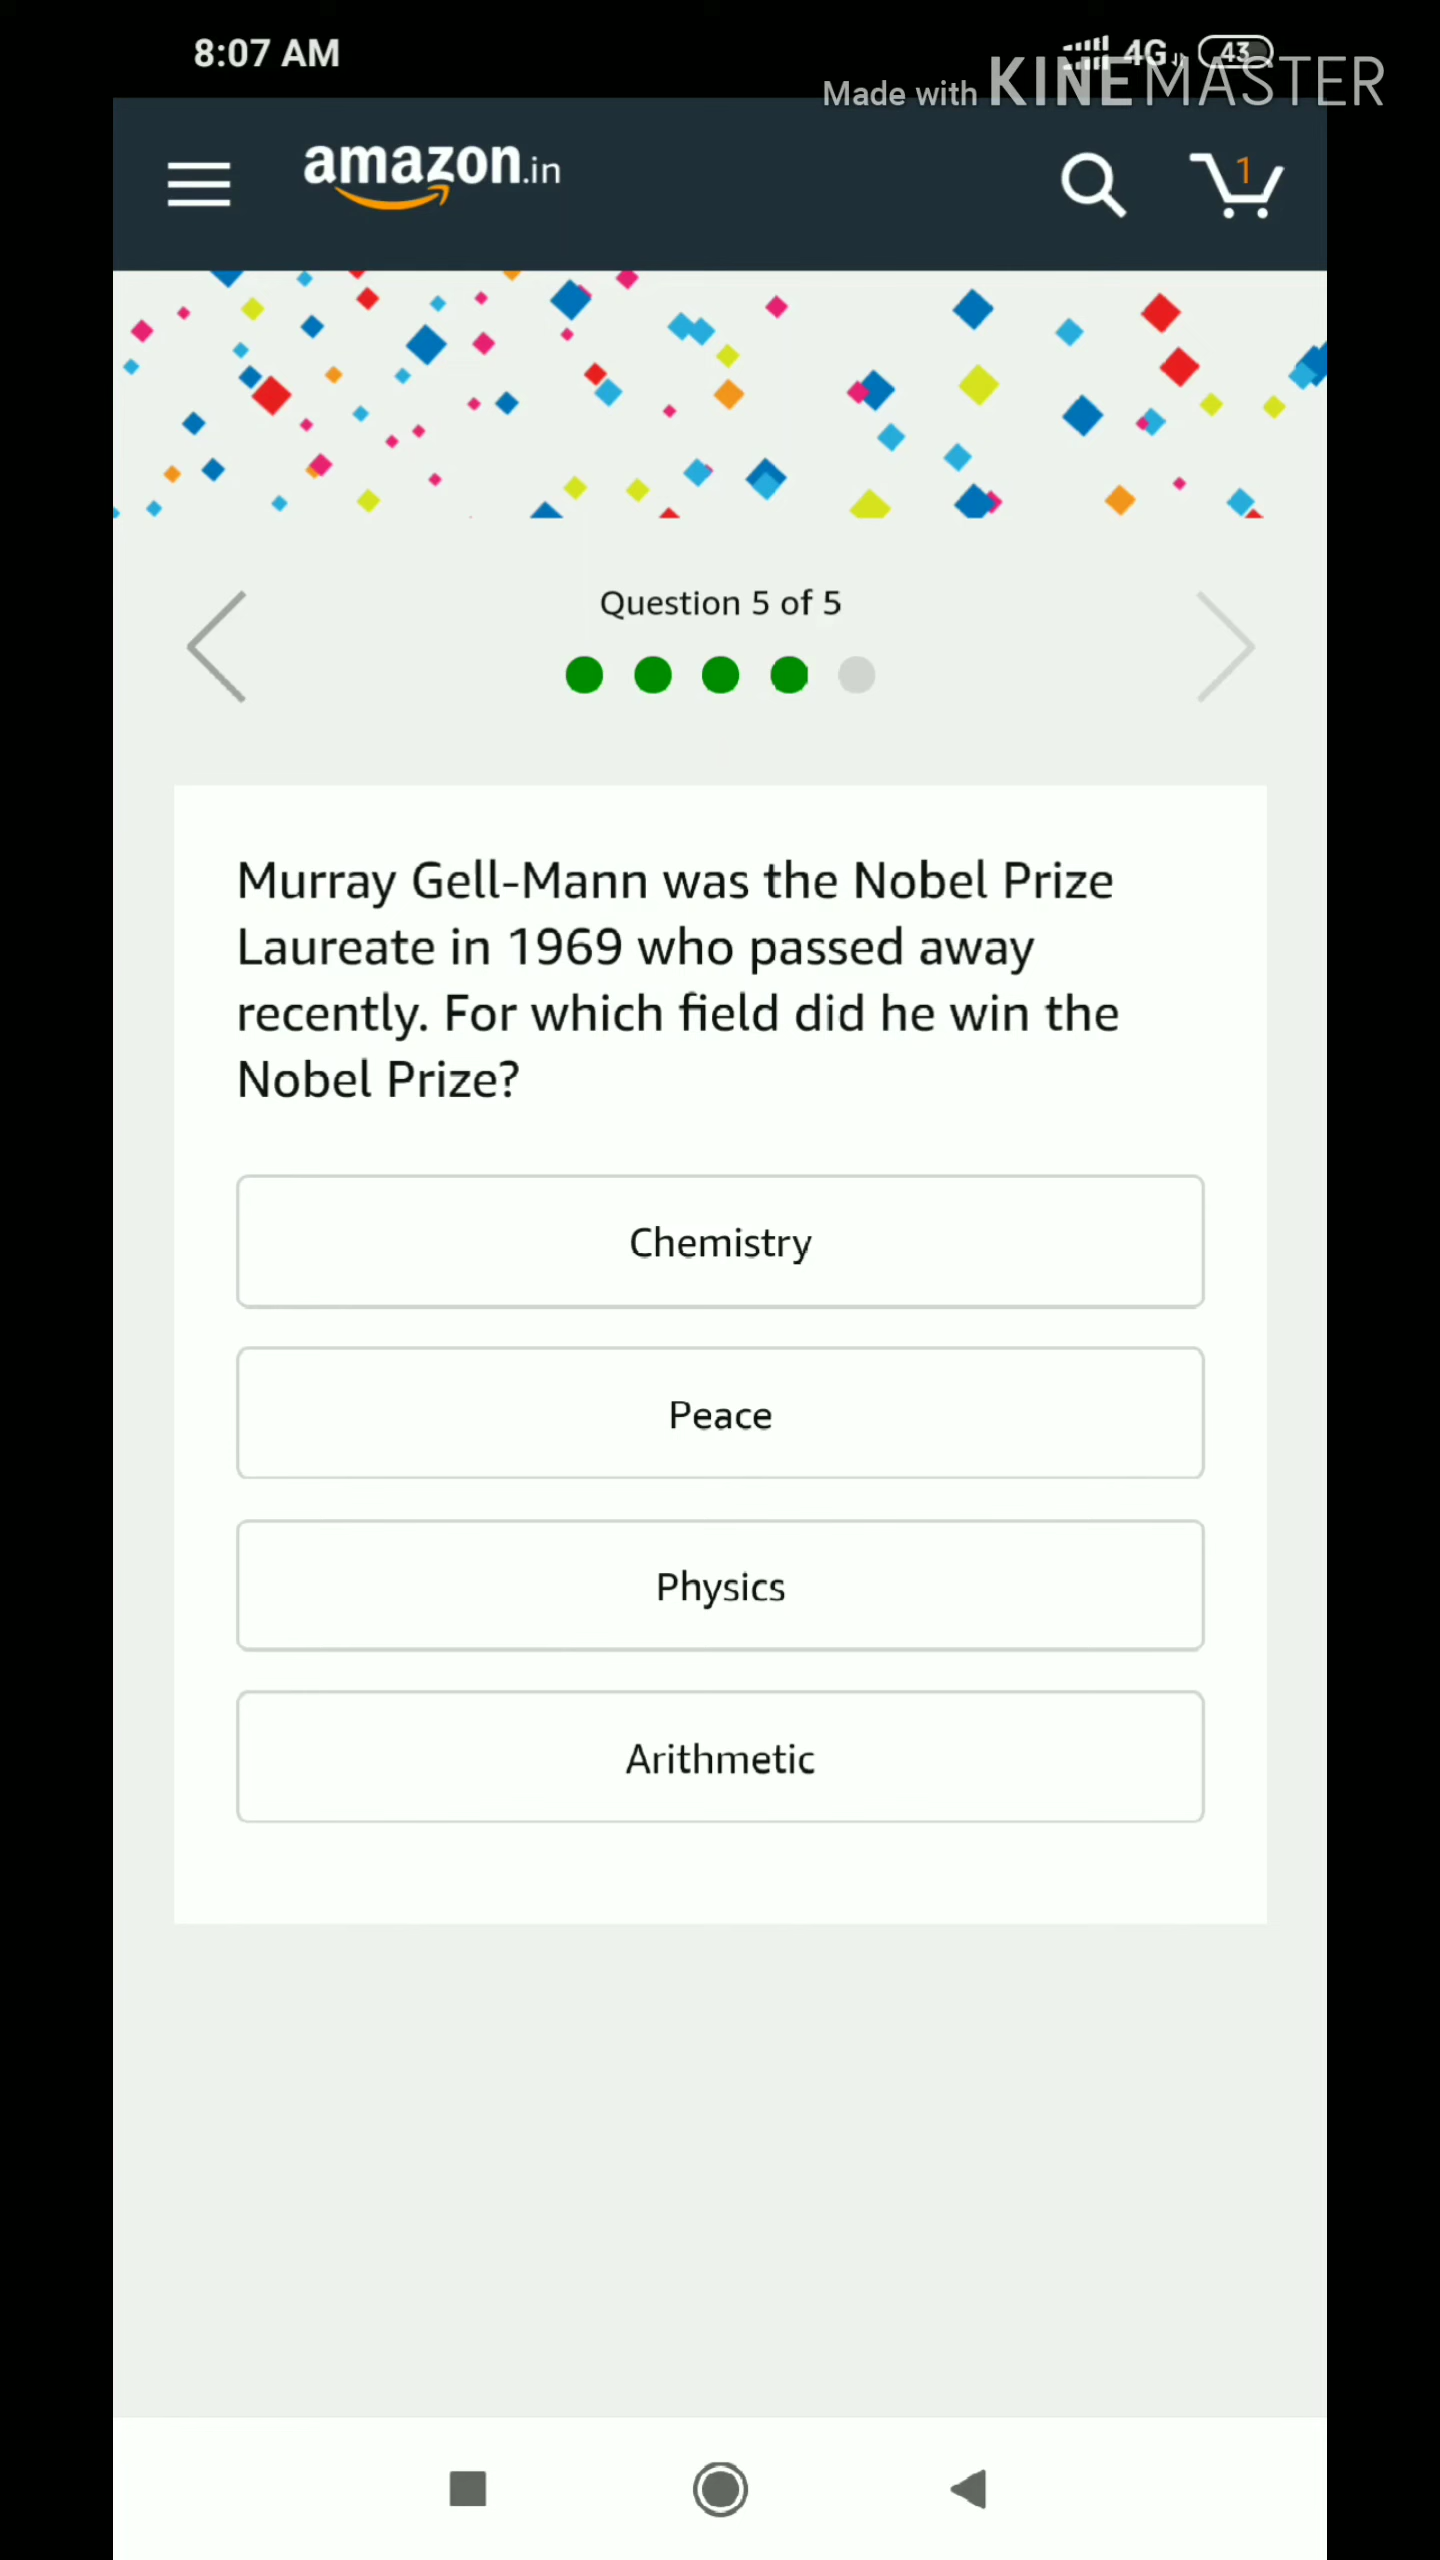 8:07 AM
4G
43
Made with KINEMASTER
amazon.in
1
Question 5 of 5
Murray Gell-Mann was the Nobel Prize
Laureate in 1969 who passed away
recently. For which field did he win the
Nobel Prize?
Chemistry
Peace
Physics
Arithmetic